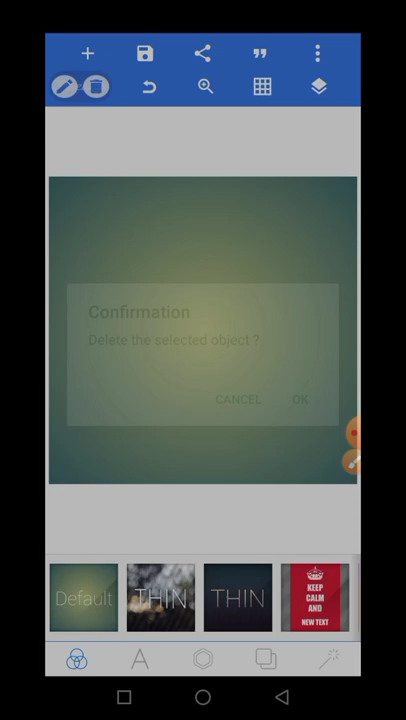 Confirmation
Delete the selected object ?
CANCEL OK
Default
THIN
THIN
KEEP
CALM
AND
NEW TEXT